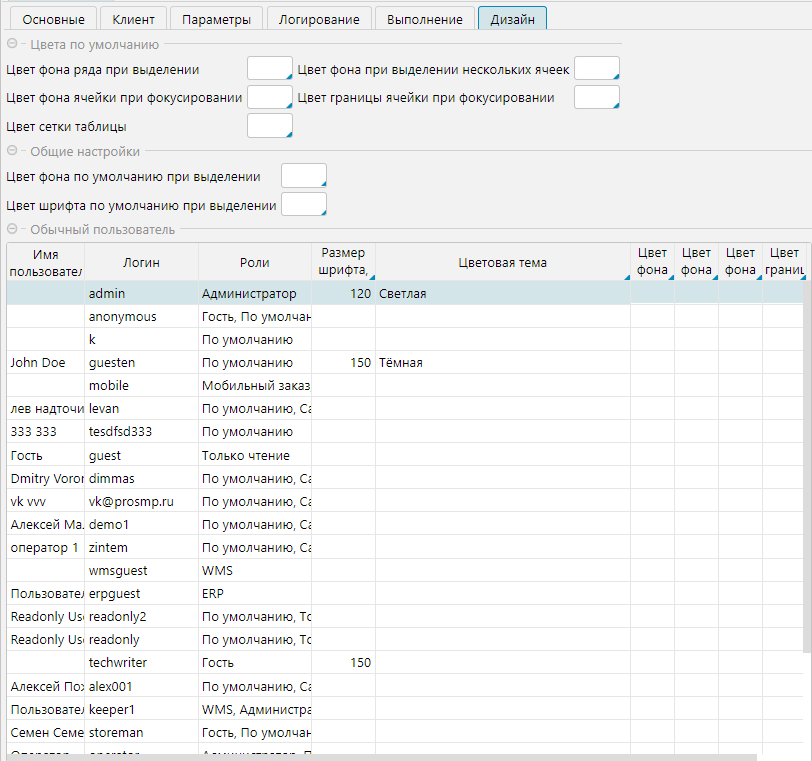 Основные Клиент Параметры Логирование Выполнение Дизайн
Цвета по умолчанию
Цвет фона ряда при выделении Цвет фона при выделении нескольких ячеек
Цвет фона ячейки при фокусировании Цвет границы ячейки при фокусировании
Цвет сетки таблицы
Общие настройки
Цвет фона по умолчанию при выделении
Цвет шрифта по умолчанию при выделении
Обычный пользователь
Имя пользовател Логин Роли Размер шрифта, Цветовая тема Цвет фона Цвет фона Цвет фона Цвет границ
admin Администратор 120 Светлая
anonymous Гость, По умолчан
k По умолчанию
John Doe guesten По умолчанию 150 Тёмная
mobile Мобильный заказ
лев надточи levan По умолчанию, Са
333 333 tesdfsd333 По умолчанию
Гость guest Только чтение
Dmitry Voror dimmas По умолчанию, Са
vk vvv vk@prosmp.ru По умолчанию, Са
Алексей Ма. demo1 По умолчанию, Са
оператор 1 zintem По умолчанию, Са
wmsguest WMS
Пользовател erpguest ERP
Readonly Use readonly2 По умолчанию, То
Readonly Use readonly По умолчанию, То
techwriter Гость 150
Алексей Пох alex001 По умолчанию, Са
Пользовател keeper1 WMS, Администра
Семен Семе storeman Гость, По умолчан